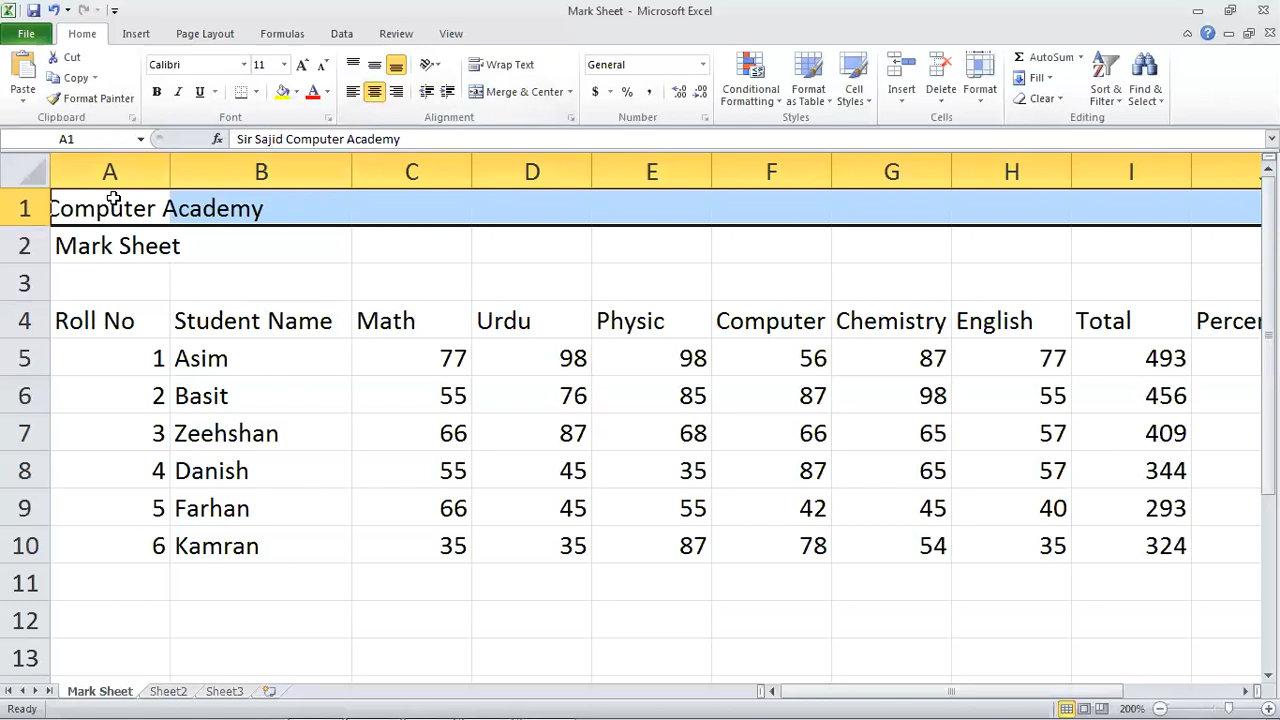 Mark Sheet - Microsoft Excel
File Home Insert Page Layout Formulas Data Review View
Paste
Cut
Copy
Format Painter
Clipboard
Calibri 11
B I U
Font
Wrap Text
Merge & Center
Alignment
General
$ % ,
Number
Conditional Formatting
Format as Table
Cell Styles
Styles
Insert
Delete
Format
Cells
AutoSum
Fill
Clear
Sort & Filter
Find & Select
Editing
A1 fx Sir Sajid Computer Academy
A B C D E F G H I
1 Computer Academy
2 Mark Sheet
3
4 Roll No Student Name Math Urdu Physic Computer Chemistry English Total Percer
5 1 Asim 77 98 98 56 87 77 493
6 2 Basit 55 76 85 87 98 55 456
7 3 Zeehshan 66 87 68 66 65 57 409
8 4 Danish 55 45 35 87 65 57 344
9 5 Farhan 66 45 55 42 45 40 293
10 6 Kamran 35 35 87 78 54 35 324
11
12
13
Mark Sheet Sheet2 Sheet3
Ready 200%